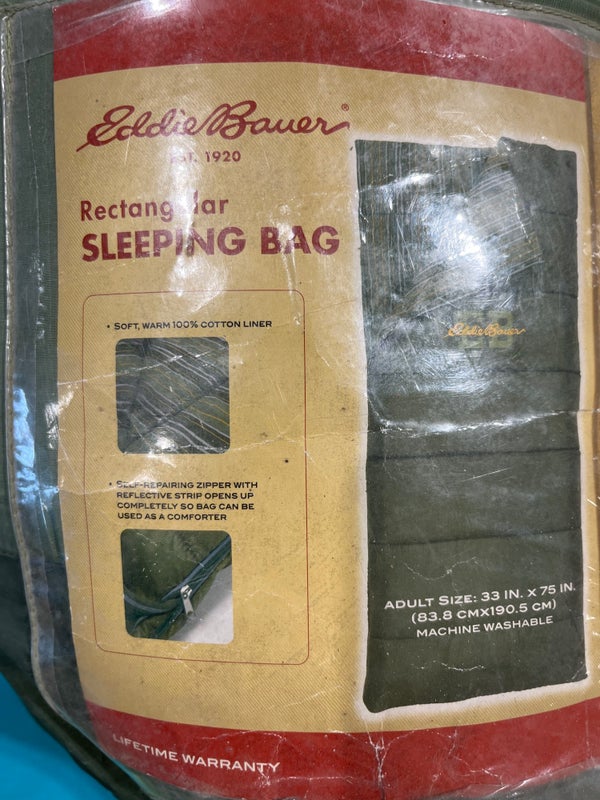 Eddie Bauer®
EST. 1920
Rectangular
SLEEPING BAG
• SOFT, WARM 100% COTTON LINER
• SELF-REPAIRING ZIPPER WITH
REFLECTIVE STRIP OPENS UP
COMPLETELY SO BAG CAN BE
USED AS A COMFORTER
Eddie Bauer
ADULT SIZE: 33 IN. X 75 IN.
(83.8 CMX190.5 CM)
MACHINE WASHABLE
LIFETIME WARRANTY